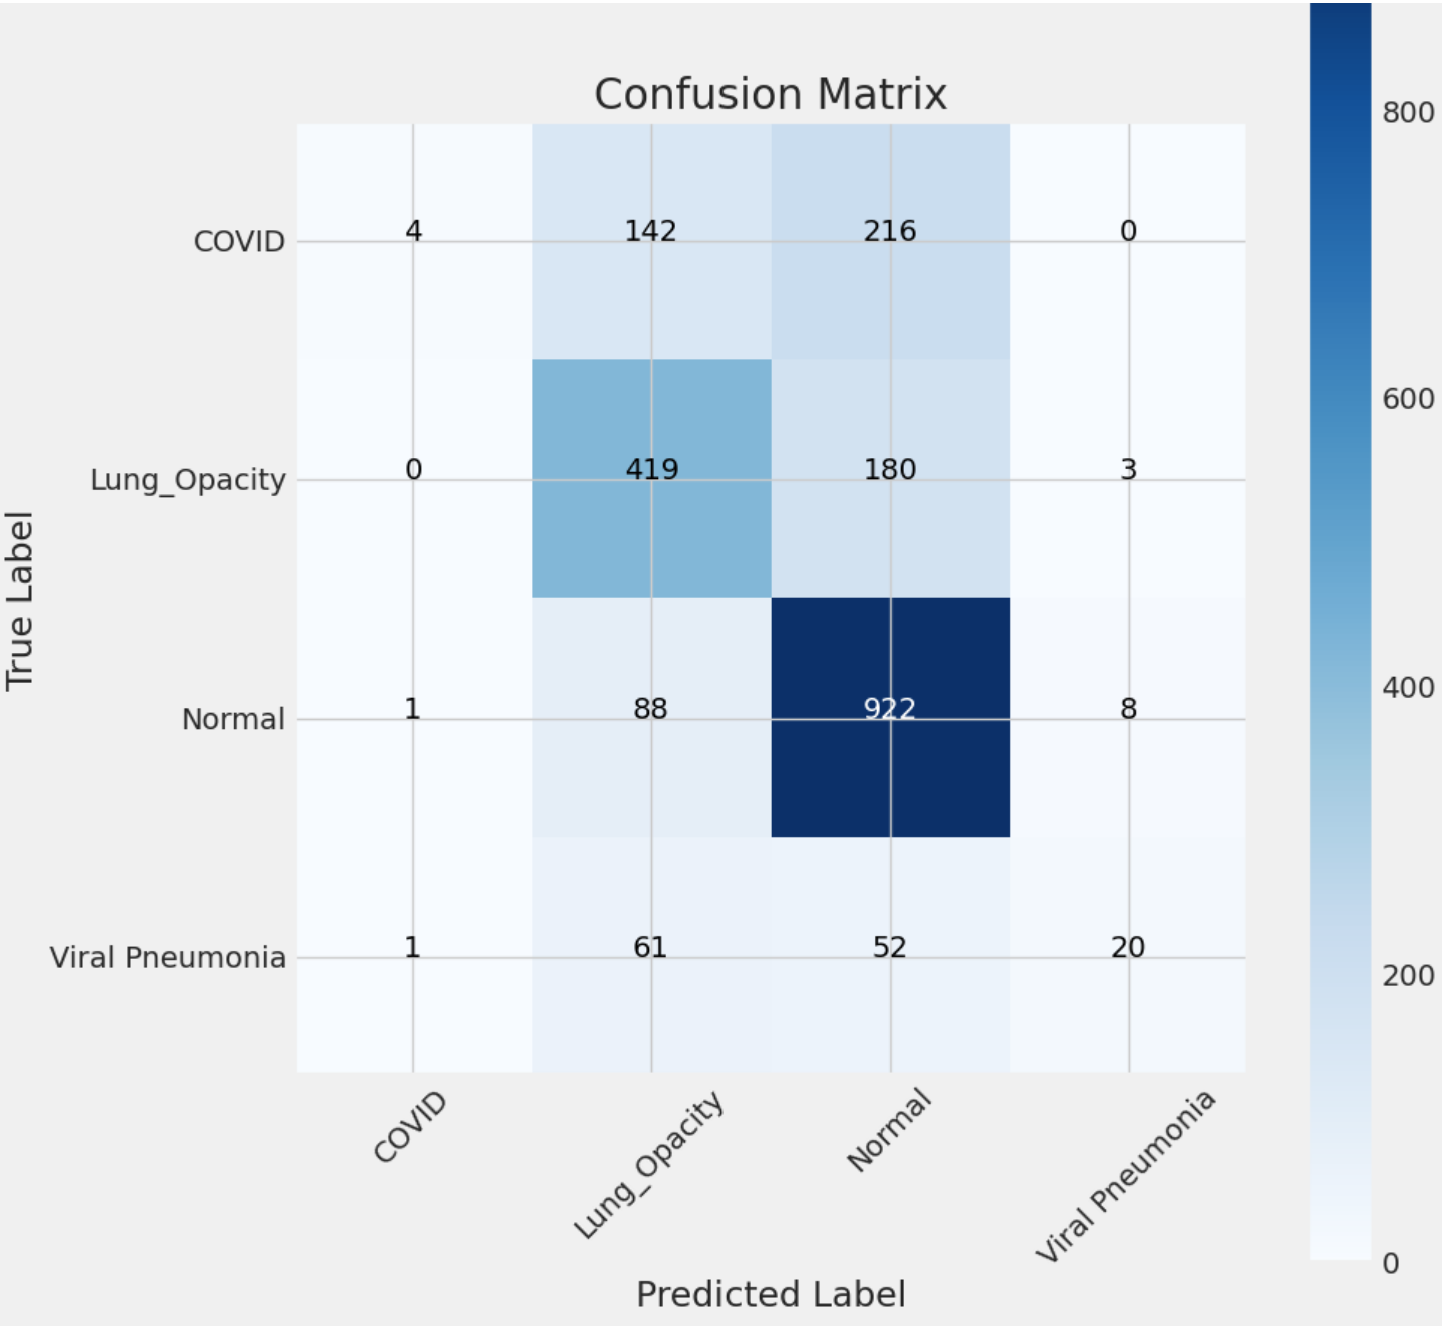 Confusion Matrix
COVID 4 142 216 0
Lung_Opacity 0 419 180 3
Normal 1 88 922 8
Viral Pneumonia 1 61 52 20
True Label
COVID Lung_Opacity Normal Viral Pneumonia
Predicted Label
800
600
400
200
0